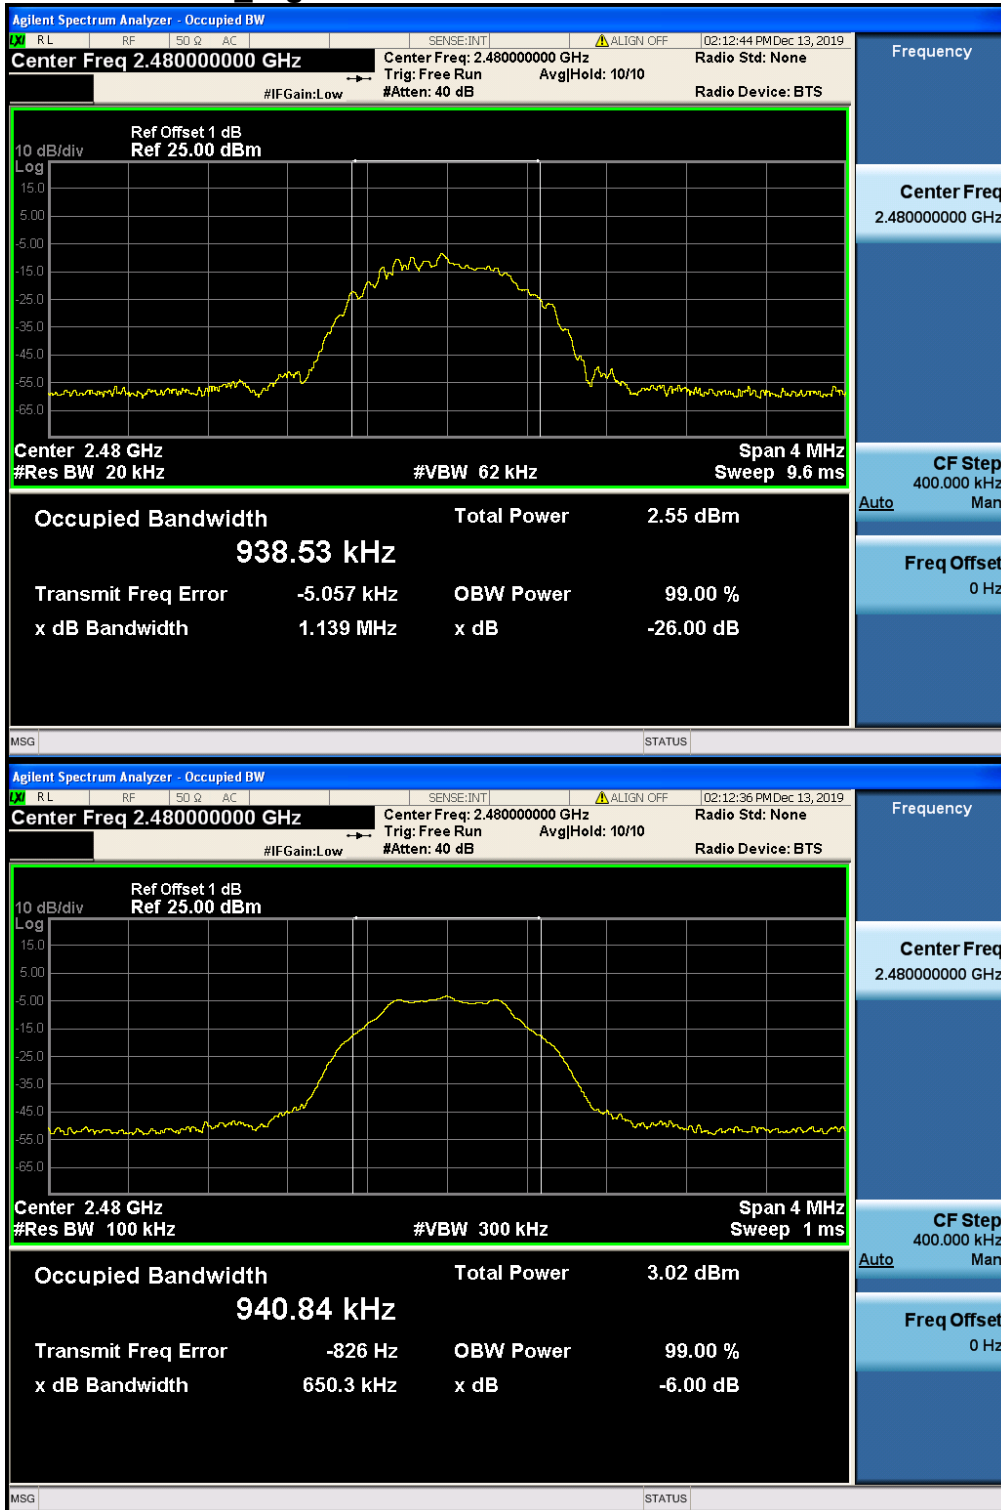 Agilent Spectrum Analyzer - Occupied BW
LXI RL RF 50 Ω AC SENSE:INT ALIGN OFF 02:12:44 PM Dec 13, 2019
Center Freq 2.480000000 GHz
Center Freq: 2.480000000 GHz
Radio Std: None
Trig: Free Run Avg|Hold: 10/10
#IFGain:Low #Atten: 40 dB
Radio Device: BTS
Frequency
Ref Offset 1 dB
10 dB/div Ref 25.00 dBm
Log
15.0
5.00
-5.00
-15.0
-25.0
-35.0
-45.0
-55.0
-65.0
Center Freq
2.480000000 GHz
Center 2.48 GHz Span 4 MHz
#Res BW 20 kHz #VBW 62 kHz Sweep 9.6 ms
CF Step
400.000 kHz
Auto Man
Occupied Bandwidth Total Power 2.55 dBm
938.53 kHz
Freq Offset
0 Hz
Transmit Freq Error -5.057 kHz OBW Power 99.00 %
x dB Bandwidth 1.139 MHz x dB -26.00 dB
MSG STATUS
Agilent Spectrum Analyzer - Occupied BW
LXI RL RF 50 Ω AC SENSE:INT ALIGN OFF 02:12:36 PM Dec 13, 2019
Center Freq 2.480000000 GHz
Center Freq: 2.480000000 GHz
Radio Std: None
Trig: Free Run Avg|Hold: 10/10
#IFGain:Low #Atten: 40 dB
Radio Device: BTS
Frequency
Ref Offset 1 dB
10 dB/div Ref 25.00 dBm
Log
15.0
5.00
-5.00
-15.0
-25.0
-35.0
-45.0
-55.0
-65.0
Center Freq
2.480000000 GHz
Center 2.48 GHz Span 4 MHz
#Res BW 100 kHz #VBW 300 kHz Sweep 1 ms
CF Step
400.000 kHz
Auto Man
Occupied Bandwidth Total Power 3.02 dBm
940.84 kHz
Freq Offset
0 Hz
Transmit Freq Error -826 Hz OBW Power 99.00 %
x dB Bandwidth 650.3 kHz x dB -6.00 dB
MSG STATUS